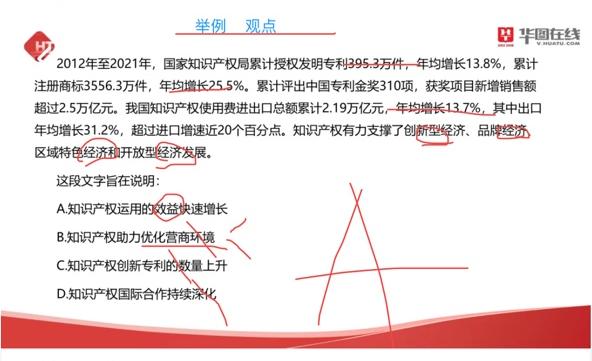 举例 观点
华图在线
V.HUATU.COM
2012年至2021年，国家知识产权局累计授权发明专利395.3万件，年均增长13.8%，累计
注册商标3556.3万件，年均增长25.5%。累计评出中国专利金奖310项，获奖项目新增销售额
超过2.5万亿元。我国知识产权使用费进出口总额累计2.19万亿元，年均增长13.7%，其中出口
年均增长31.2%，超过进口增速近20个百分点。知识产权有力支撑了创新型经济、品牌经济、
区域特色经济和开放型经济发展。
这段文字旨在说明：
A.知识产权运用的效益快速增长
B.知识产权助力优化营商环境
C.知识产权创新专利的数量上升
D.知识产权国际合作持续深化
A